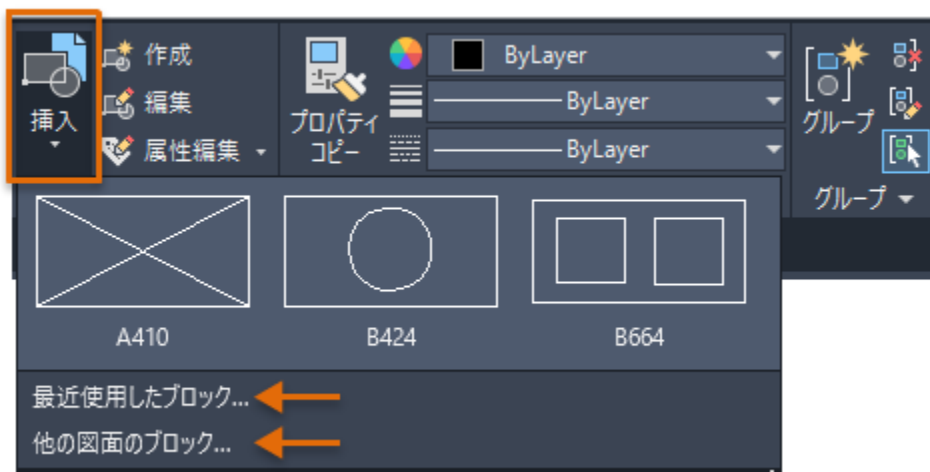 挿入
作成
編集
属性編集
プロパティ
コピー
ByLayer
ByLayer
ByLayer
グループ
グループ
A410
B424
B664
最近使用したブロック...
他の図面のブロック...